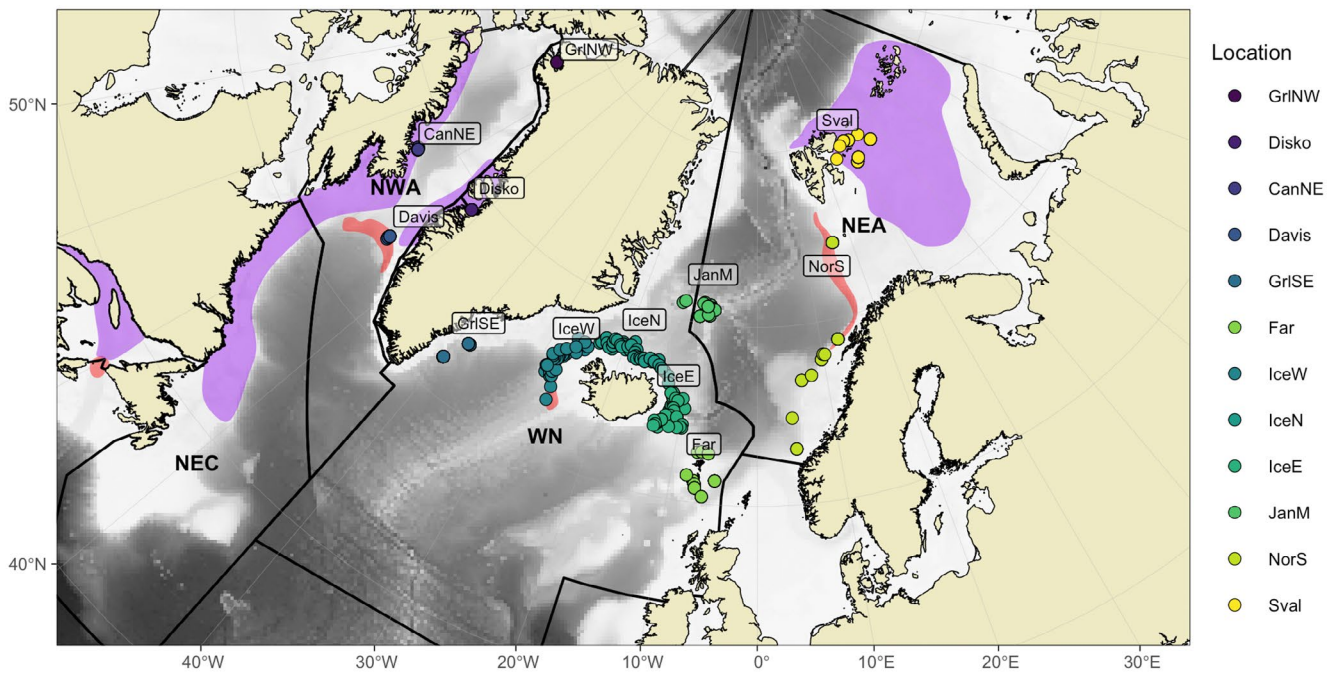 50°N
40°N
40°W
30°W
20°W
10°W
0°
10°E
20°E
30°E
GrlNW
CanNE
NWA
Disko
Davis
Sval
NEA
NorS
JanM
GrlSE
IceW
IceN
IceE
WN
Far
NEC
Location
GrlNW
Disko
CanNE
Davis
GrlSE
Far
IceW
IceN
IceE
JanM
NorS
Sval